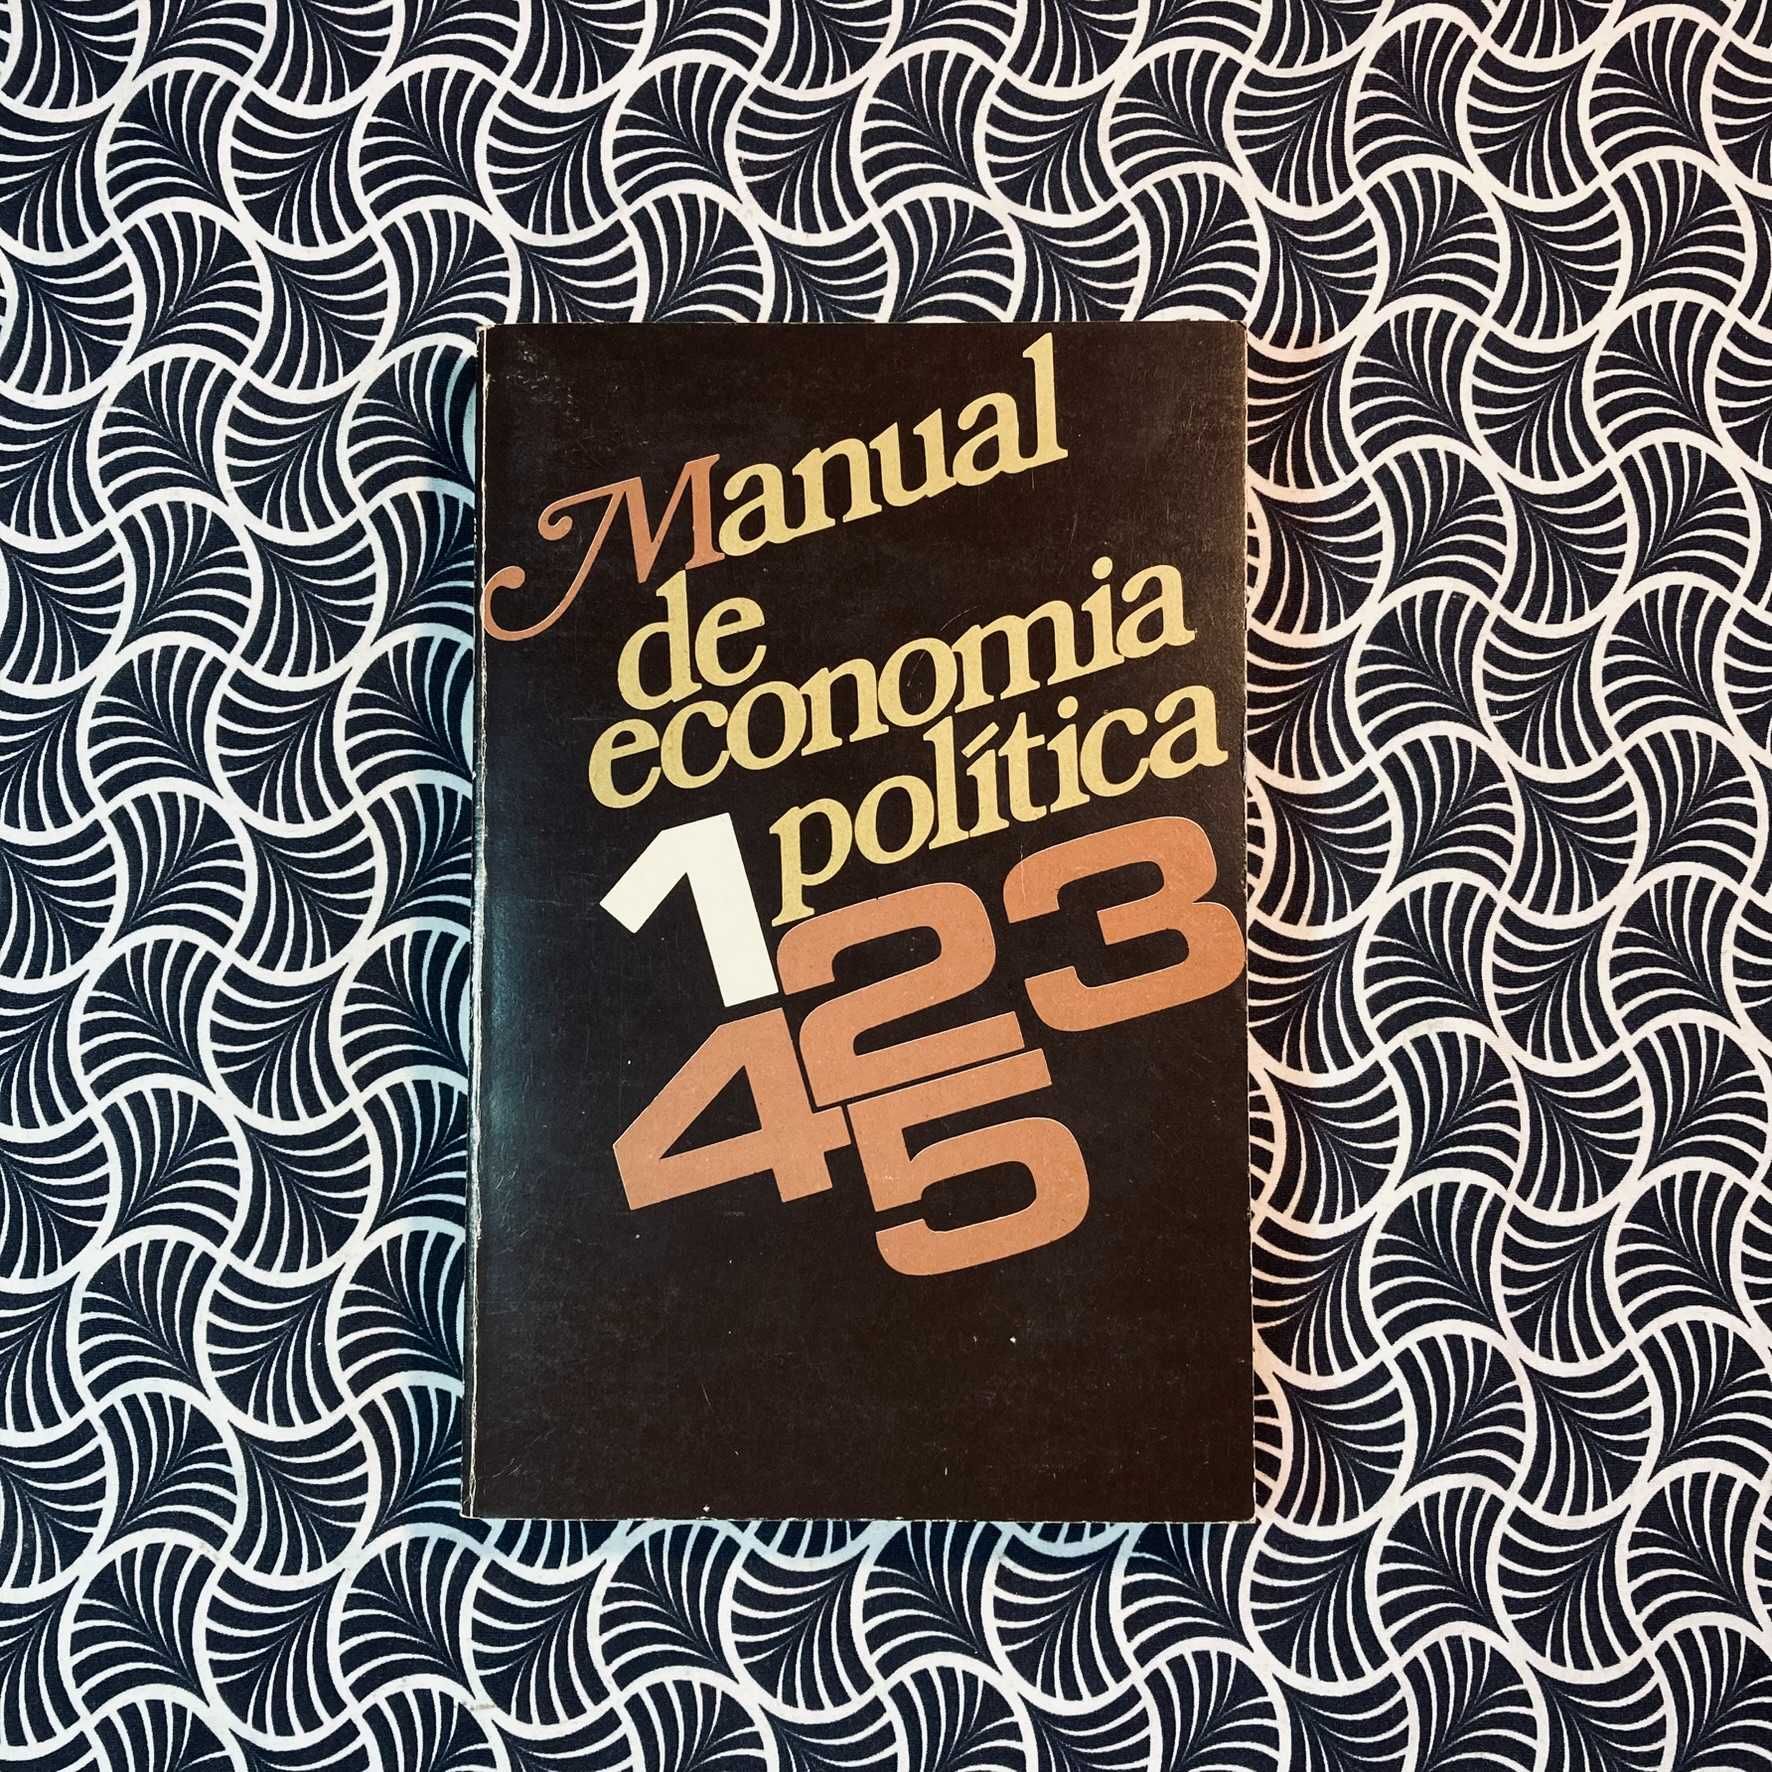 Manual
de
economia
política
1 2 3
4 5